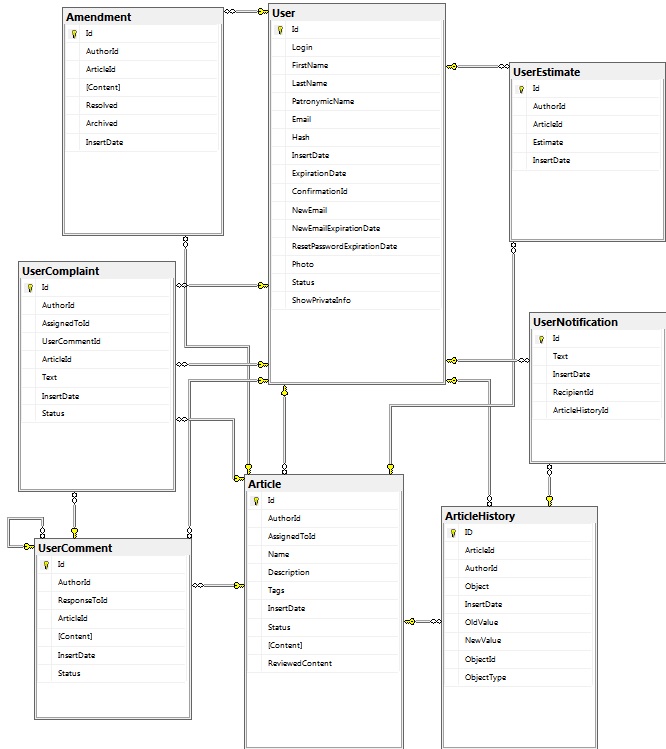 Amendment
Id
AuthorId
ArticleId
[Content]
Resolved
Archived
InsertDate
User
Id
Login
FirstName
LastName
PatronymicName
Email
Hash
InsertDate
ExpirationDate
ConfirmationId
NewEmail
NewEmailExpirationDate
ResetPasswordExpirationDate
Photo
Status
ShowPrivateInfo
UserEstimate
Id
AuthorId
ArticleId
Estimate
InsertDate
UserComplaint
Id
AuthorId
AssignedToId
UserCommentId
ArticleId
Text
InsertDate
Status
UserNotification
Id
Text
InsertDate
RecipientId
ArticleHistoryId
UserComment
Id
AuthorId
ResponseToId
ArticleId
[Content]
InsertDate
Status
Article
Id
AuthorId
AssignedToId
Name
Description
Tags
InsertDate
Status
[Content]
ReviewedContent
ArticleHistory
ID
ArticleId
AuthorId
Object
InsertDate
OldValue
NewValue
ObjectId
ObjectType